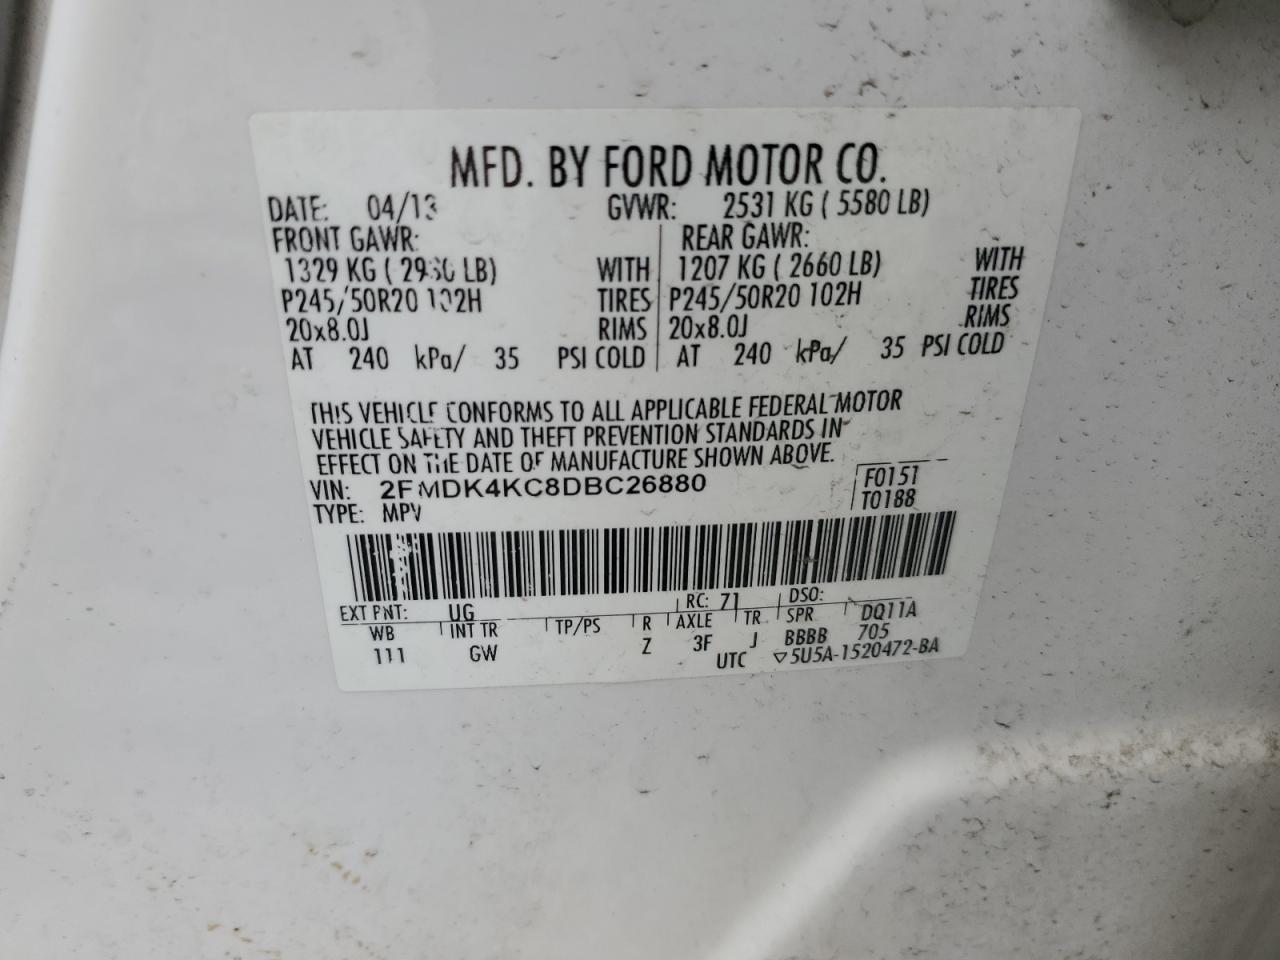 MFD. BY FORD MOTOR CO.
DATE: 04/13 GVWR: 2531 KG ( 5580 LB)
FRONT GAWR: REAR GAWR:
1329 KG ( 2930 LB) WITH 1207 KG ( 2660 LB) WITH
P245/50R20 102H TIRES P245/50R20 102H TIRES
20x8.0J RIMS 20x8.0J RIMS
AT 240 kPa/ 35 PSI COLD AT 240 kPa/ 35 PSI COLD
THIS VEHICLE CONFORMS TO ALL APPLICABLE FEDERAL MOTOR
VEHICLE SAFETY AND THEFT PREVENTION STANDARDS IN
EFFECT ON THE DATE OF MANUFACTURE SHOWN ABOVE.
VIN: 2FMDK4KC8DBC26880 F0151
TYPE: MPV T0188
EXT PNT: UG RC: 71 DSO:
WB INT TR TP/PS R AXLE TR SPR DQ11A
111 GW Z 3F J BBBB 705
UTC ▽5U5A-1520472-BA